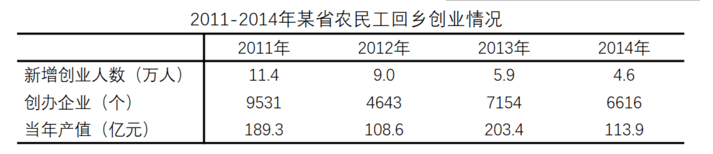 2011-2014年某省农民工回乡创业情况
2011年 2012年 2013年 2014年
新增创业人数（万人） 11.4 9.0 5.9 4.6
创办企业（个） 9531 4643 7154 6616
当年产值（亿元） 189.3 108.6 203.4 113.9